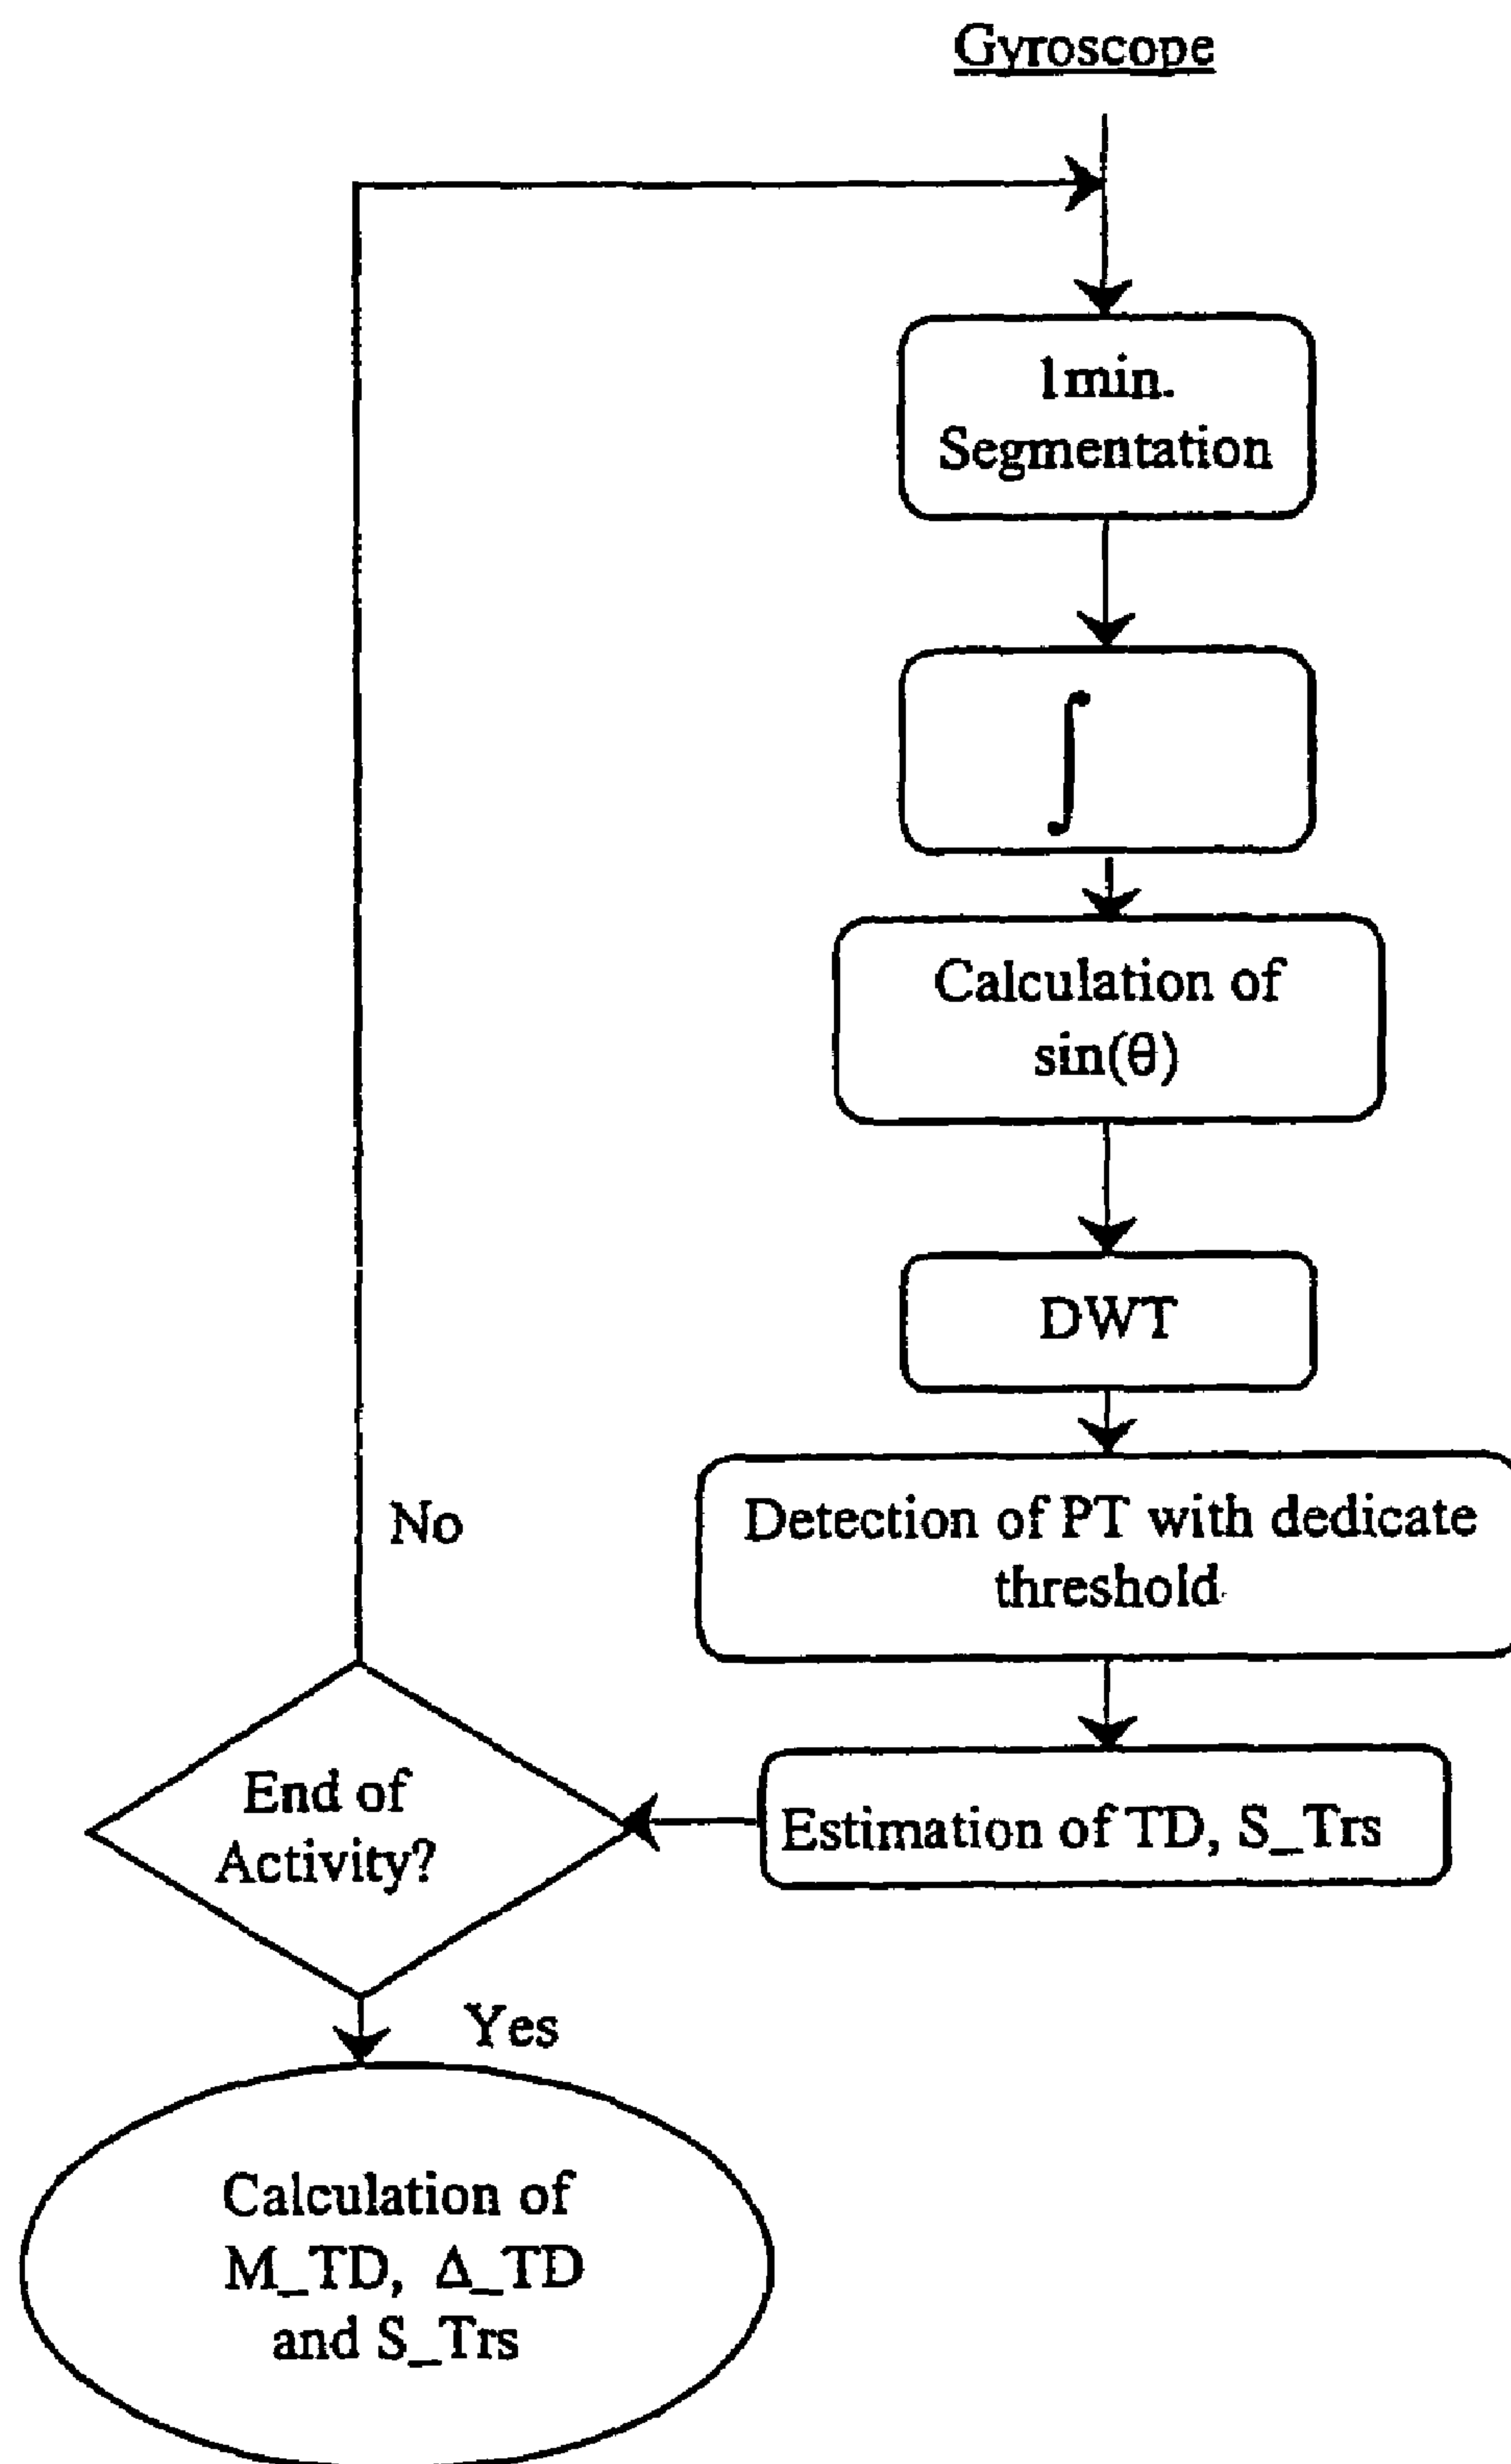 Gyroscope
1min.
Segmentation
∫
Calculation of
sin(θ)
DWT
Detection of PT with dedicate
threshold
Estimation of TD, S_Trs
No
End of
Activity?
Yes
Calculation of
M_TD, Δ_TD
and S_Trs